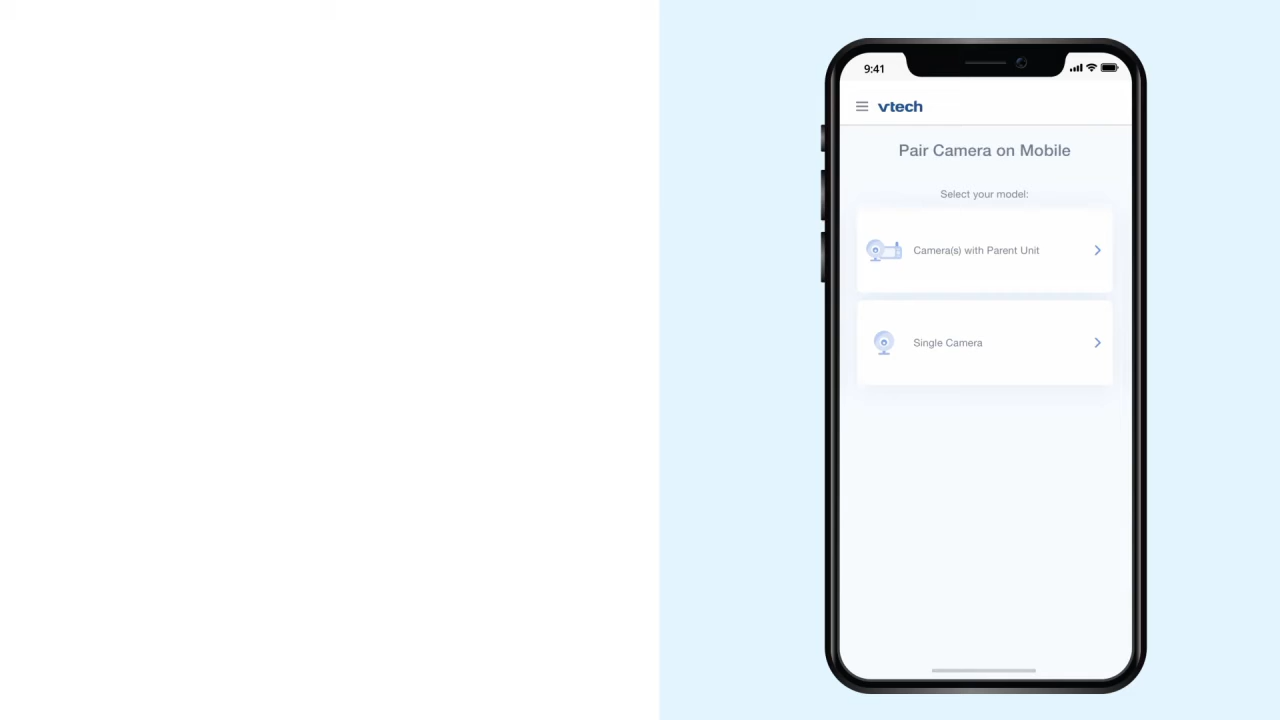 9:41
vtech
Pair Camera on Mobile
Select your model:
Camera(s) with Parent Unit
Single Camera